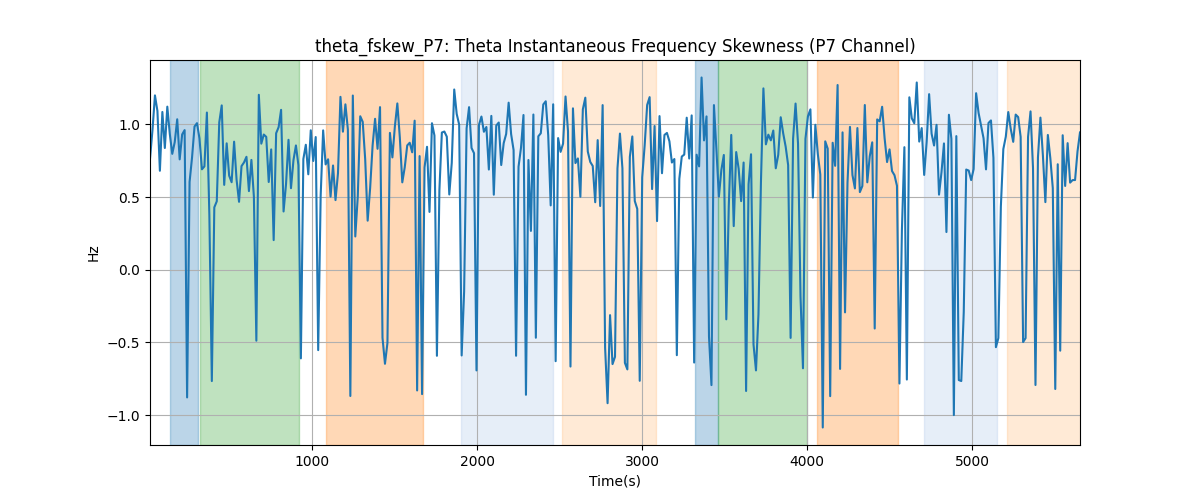 theta_fskew_P7: Theta Instantaneous Frequency Skewness (P7 Channel)
1.0
0.5
0.0
−0.5
−1.0
Hz
1000 2000 3000 4000 5000
Time(s)